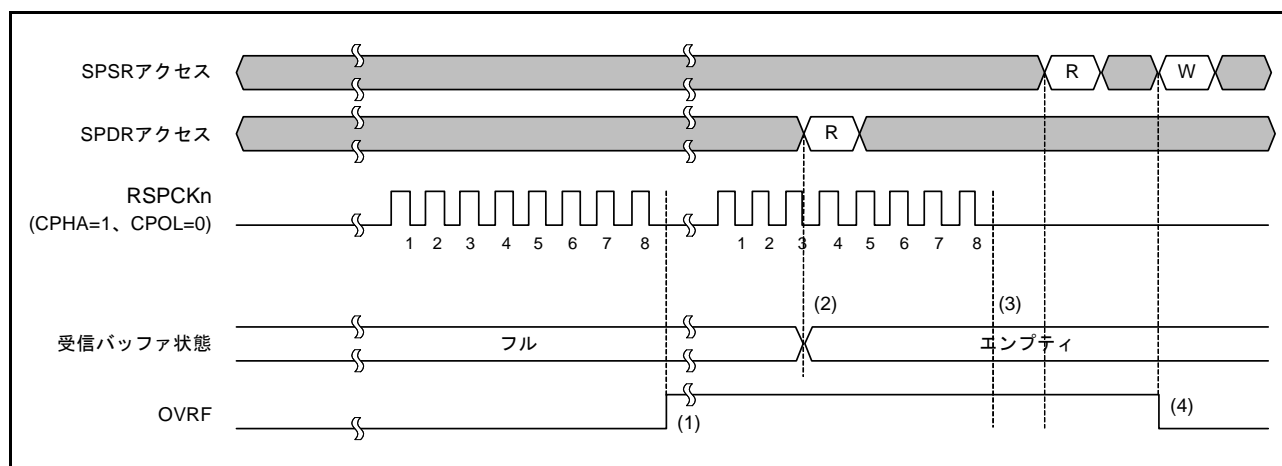 SPSRアクセス
R
W
SPDRアクセス
R
RSPCKn
(CPHA=1、CPOL=0)
1 2 3 4 5 6 7 8
1 2 3 4 5 6 7 8
(2)
(3)
受信バッファ状態
フル
エンプティ
OVRF
(1)
(4)